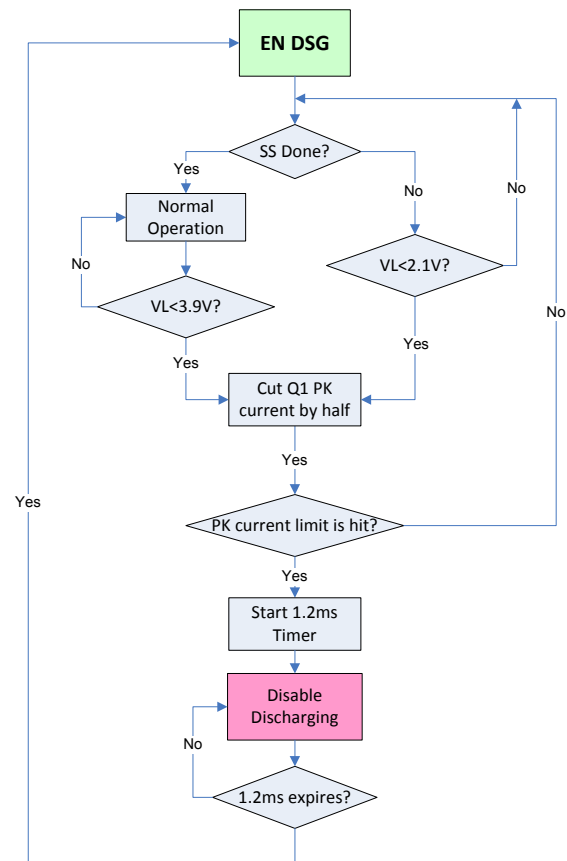 EN DSG
SS Done?
Yes
No
No
Normal
Operation
No
VL<2.1V?
VL<3.9V?
No
Yes
Yes
Cut Q1 PK
current by half
Yes
Yes
PK current limit is hit?
Yes
Start 1.2ms
Timer
Disable
Discharging
No
1.2ms expires?